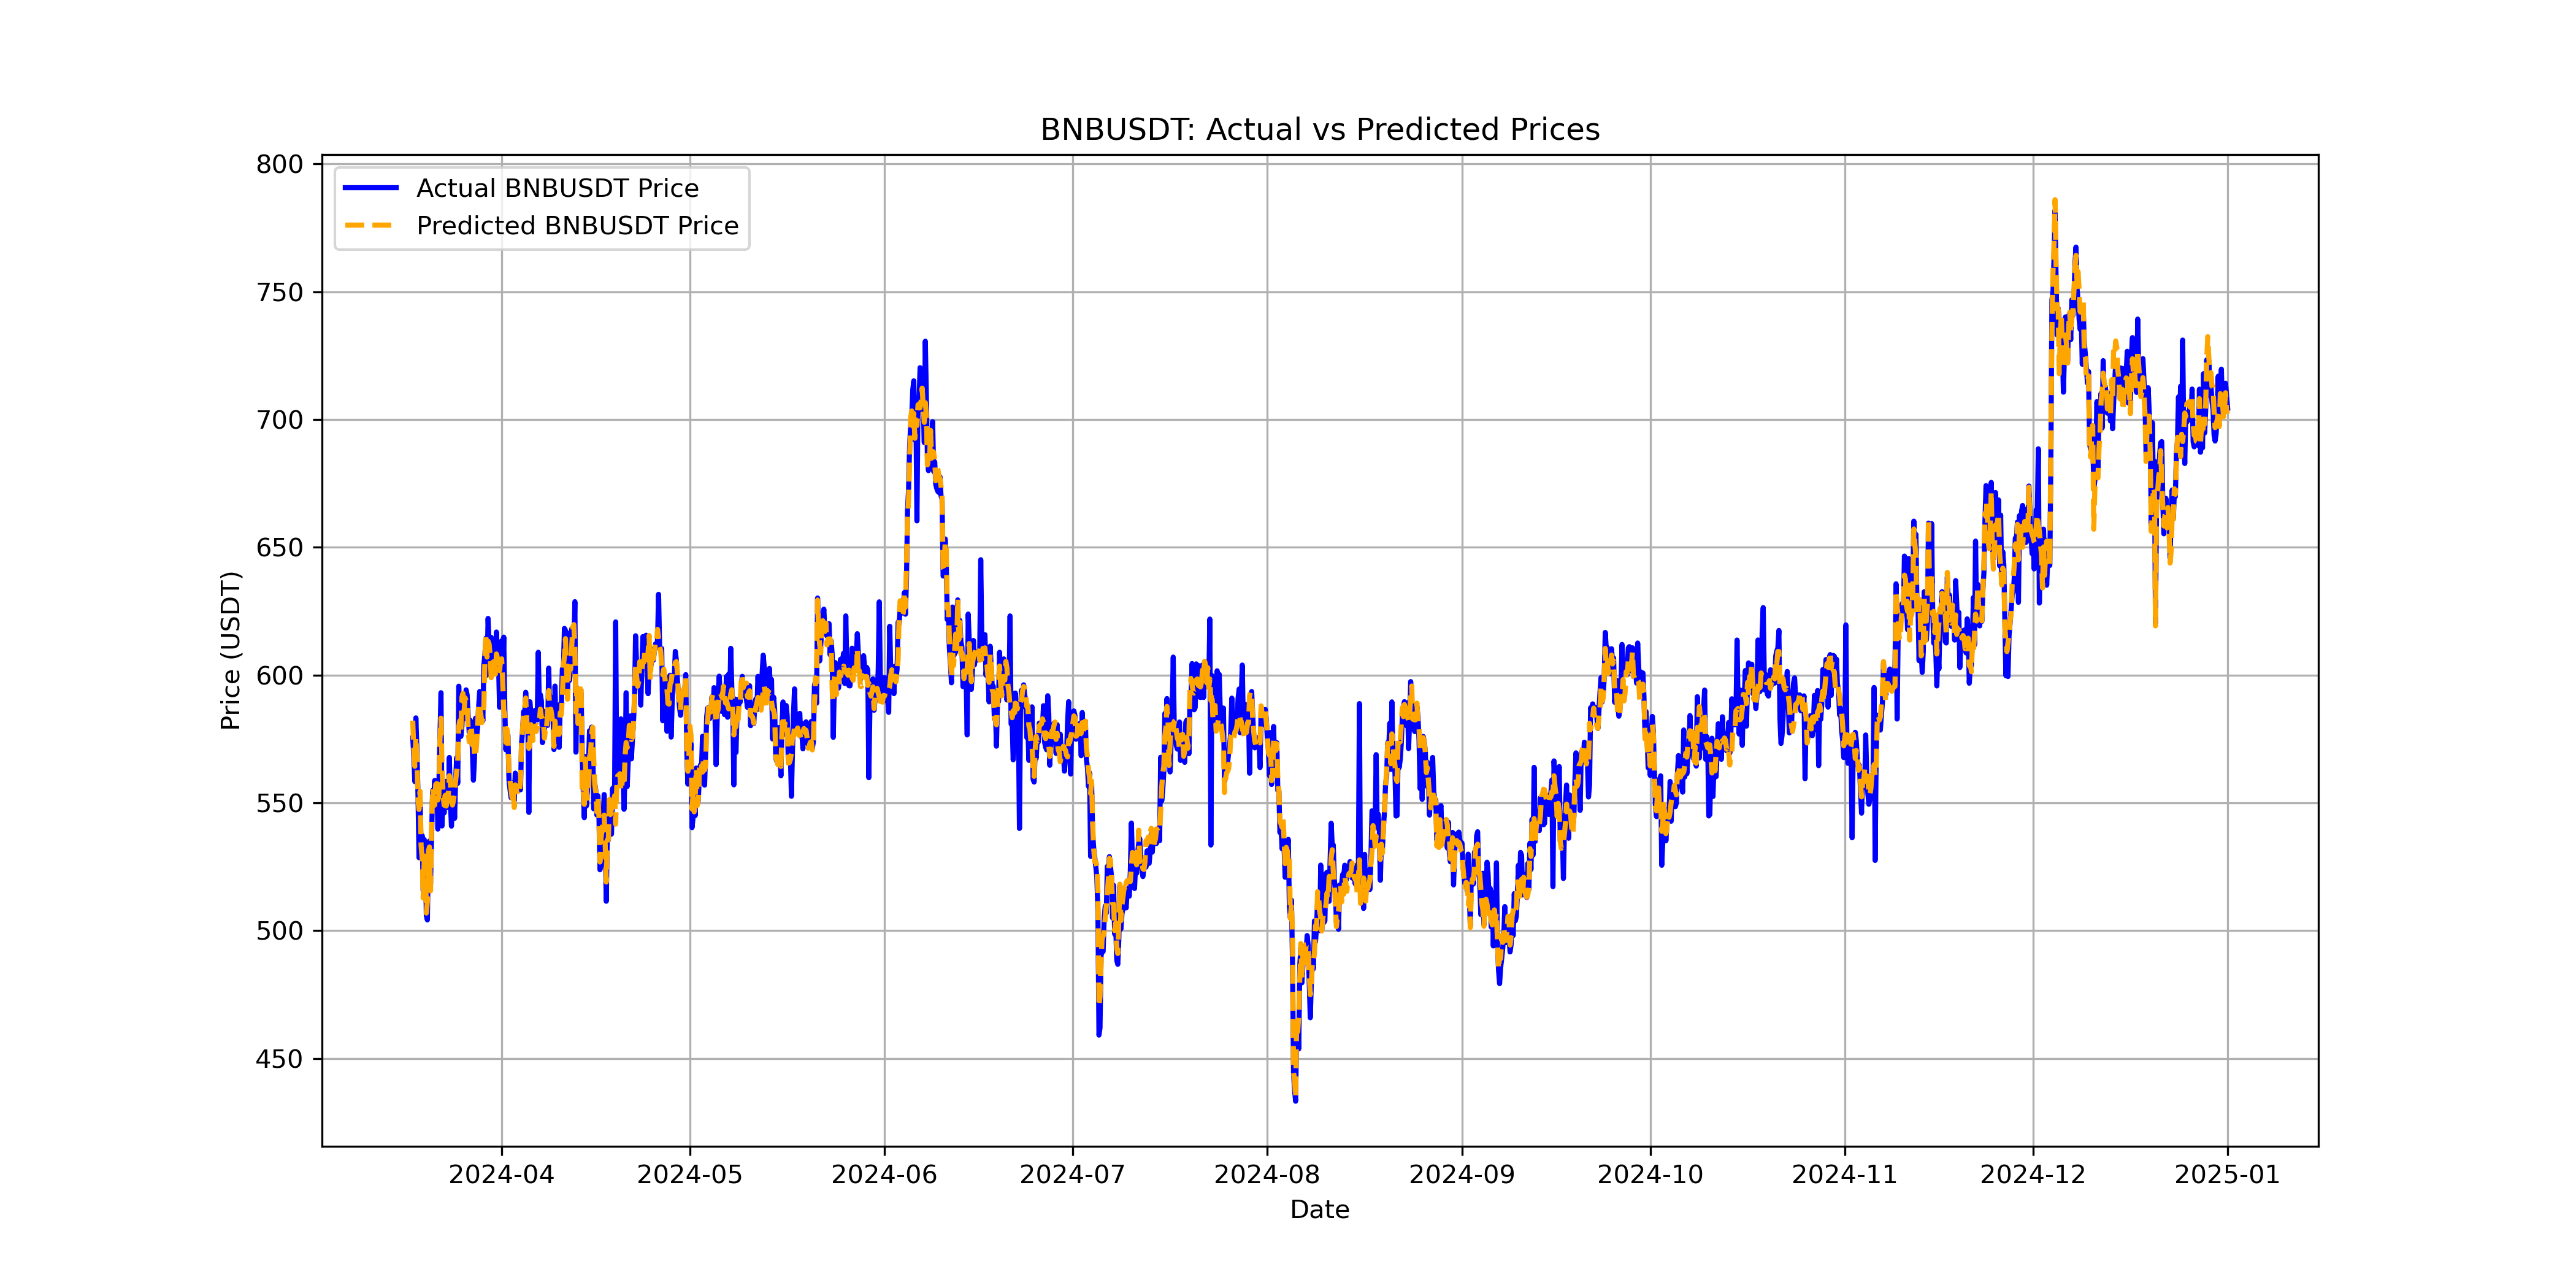 BNBUSDT: Actual vs Predicted Prices
Actual BNBUSDT Price
Predicted BNBUSDT Price
800
750
700
650
600
550
500
450
Price (USDT)
2024-04 2024-05 2024-06 2024-07 2024-08 2024-09 2024-10 2024-11 2024-12 2025-01
Date